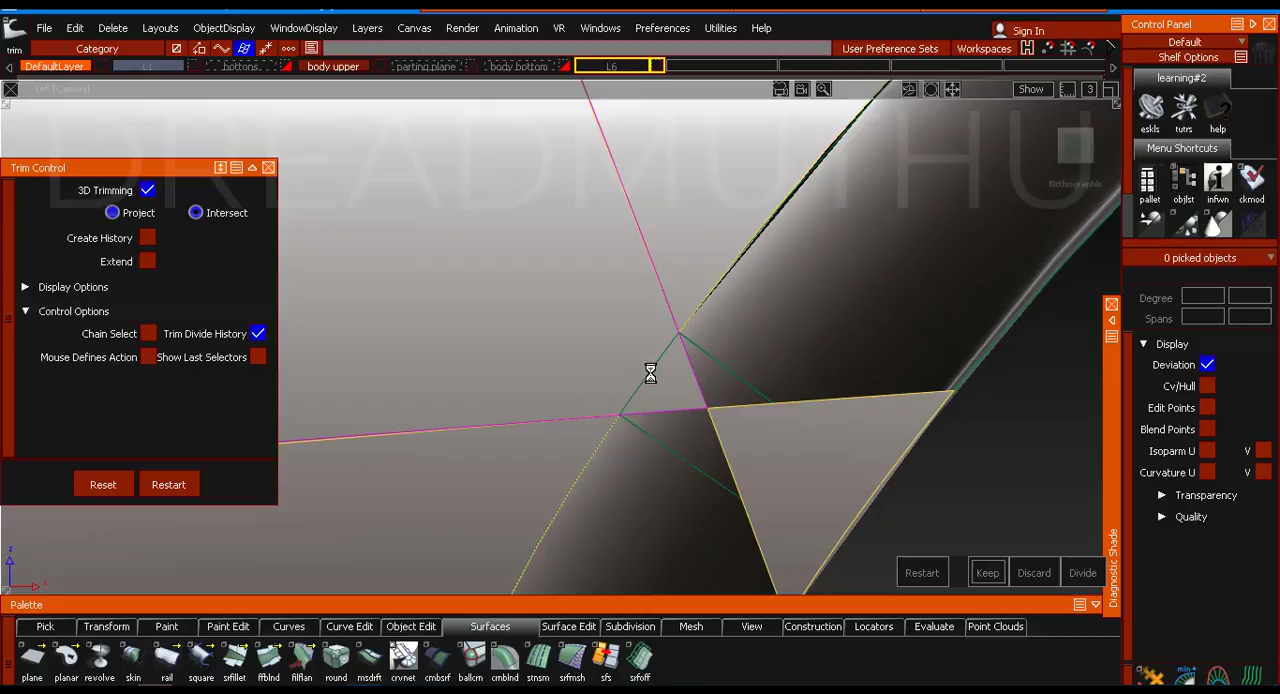 File Edit Delete Layouts ObjectDisplay WindowDisplay Layers Canvas Render Animation VR Windows Preferences Utilities Help
Sign In
trim Category User Preference Sets Workspaces
DefaultLayer L1 bottons body upper parting plane body bottom L6
Left [Camera] Show 3
DREADMUTHU
Orthographic
Trim Control
3D Trimming
Project Intersect
Create History
Extend
Display Options
Control Options
Chain Select Trim Divide History
Mouse Defines Action Show Last Selectors
Reset Restart
Restart Keep Discard Divide
Diagnostic Shade
z
x
Control Panel
Default
Shelf Options
learning#2
eskls tutrs help
Menu Shortcuts
pallet objlst infwn ckmod
0 picked objects
Degree
Spans
Display
Deviation
Cv/Hull
Edit Points
Blend Points
Isoparm U V
Curvature U V
Transparency
Quality
Palette
Pick Transform Paint Paint Edit Curves Curve Edit Object Edit Surfaces Surface Edit Subdivision Mesh View Construction Locators Evaluate Point Clouds
plane planar revolve skin rail square srfillet ffblnd filflan round msdrft crvnet cmbsrf ballcrn cmblnd stnsm srfmsh sfs srfoff
min